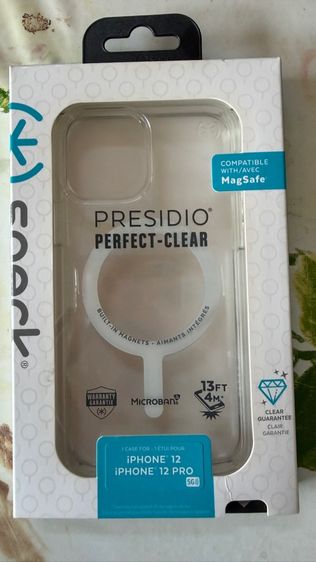 speck®
COMPATIBLE
WITH/AVEC
MagSafe
PRESIDIO®
PERFECT-CLEAR
BUILT-IN MAGNETS - AIMANTS INTÉGRÉS
WARRANTY
GARANTIE
MICROBAN®
13FT
4M
CLEAR
GUARANTEE
CLAIR
GARANTIE
1 CASE FOR - 1 ÉTUI POUR
iPHONE 12
iPHONE 12 PRO
5G